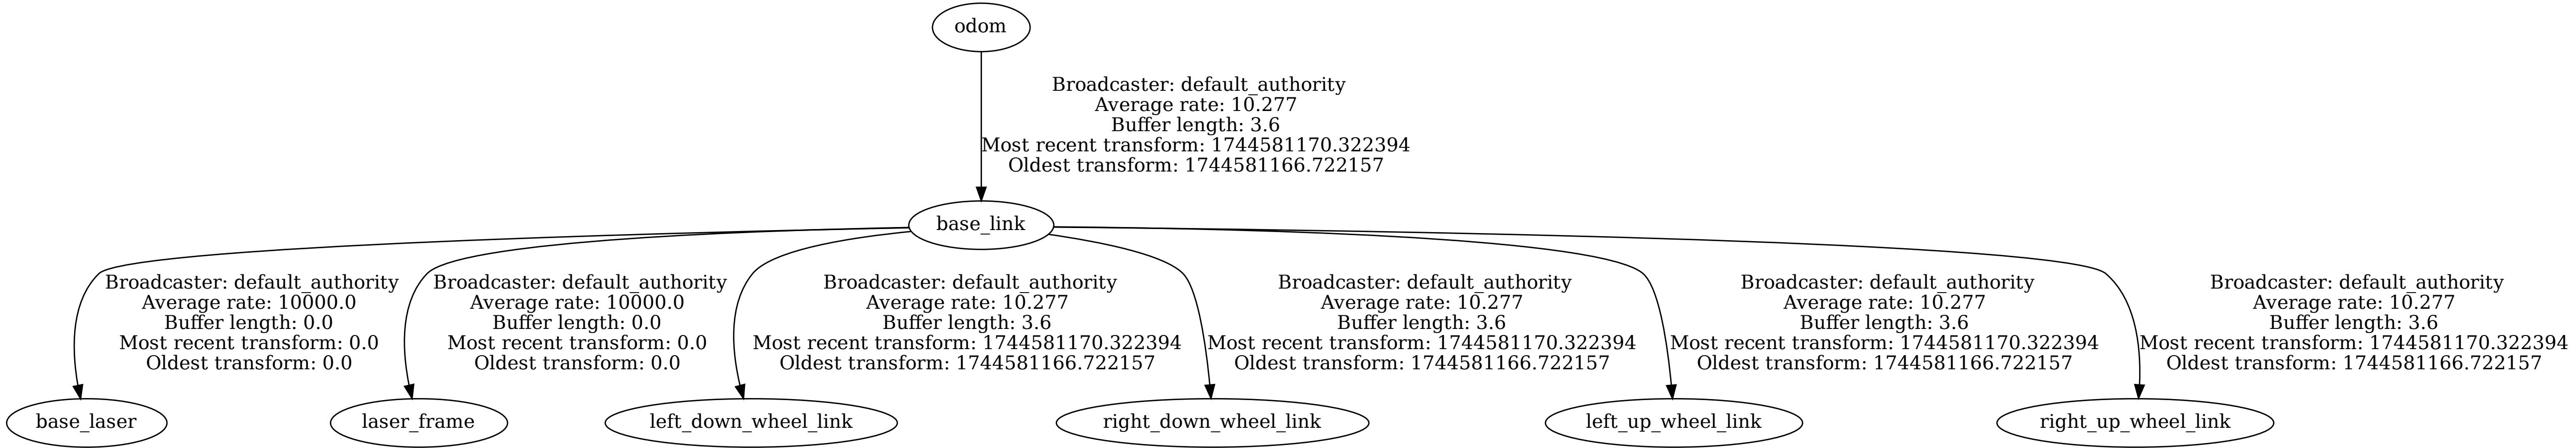 odom
Broadcaster: default_authority
Average rate: 10.277
Buffer length: 3.6
Most recent transform: 1744581170.322394
Oldest transform: 1744581166.722157
base_link
Broadcaster: default_authority
Average rate: 10000.0
Buffer length: 0.0
Most recent transform: 0.0
Oldest transform: 0.0
Broadcaster: default_authority
Average rate: 10000.0
Buffer length: 0.0
Most recent transform: 0.0
Oldest transform: 0.0
Broadcaster: default_authority
Average rate: 10.277
Buffer length: 3.6
Most recent transform: 1744581170.322394
Oldest transform: 1744581166.722157
Broadcaster: default_authority
Average rate: 10.277
Buffer length: 3.6
Most recent transform: 1744581170.322394
Oldest transform: 1744581166.722157
Broadcaster: default_authority
Average rate: 10.277
Buffer length: 3.6
Most recent transform: 1744581170.322394
Oldest transform: 1744581166.722157
Broadcaster: default_authority
Average rate: 10.277
Buffer length: 3.6
Most recent transform: 1744581170.322394
Oldest transform: 1744581166.722157
base_laser
laser_frame
left_down_wheel_link
right_down_wheel_link
left_up_wheel_link
right_up_wheel_link